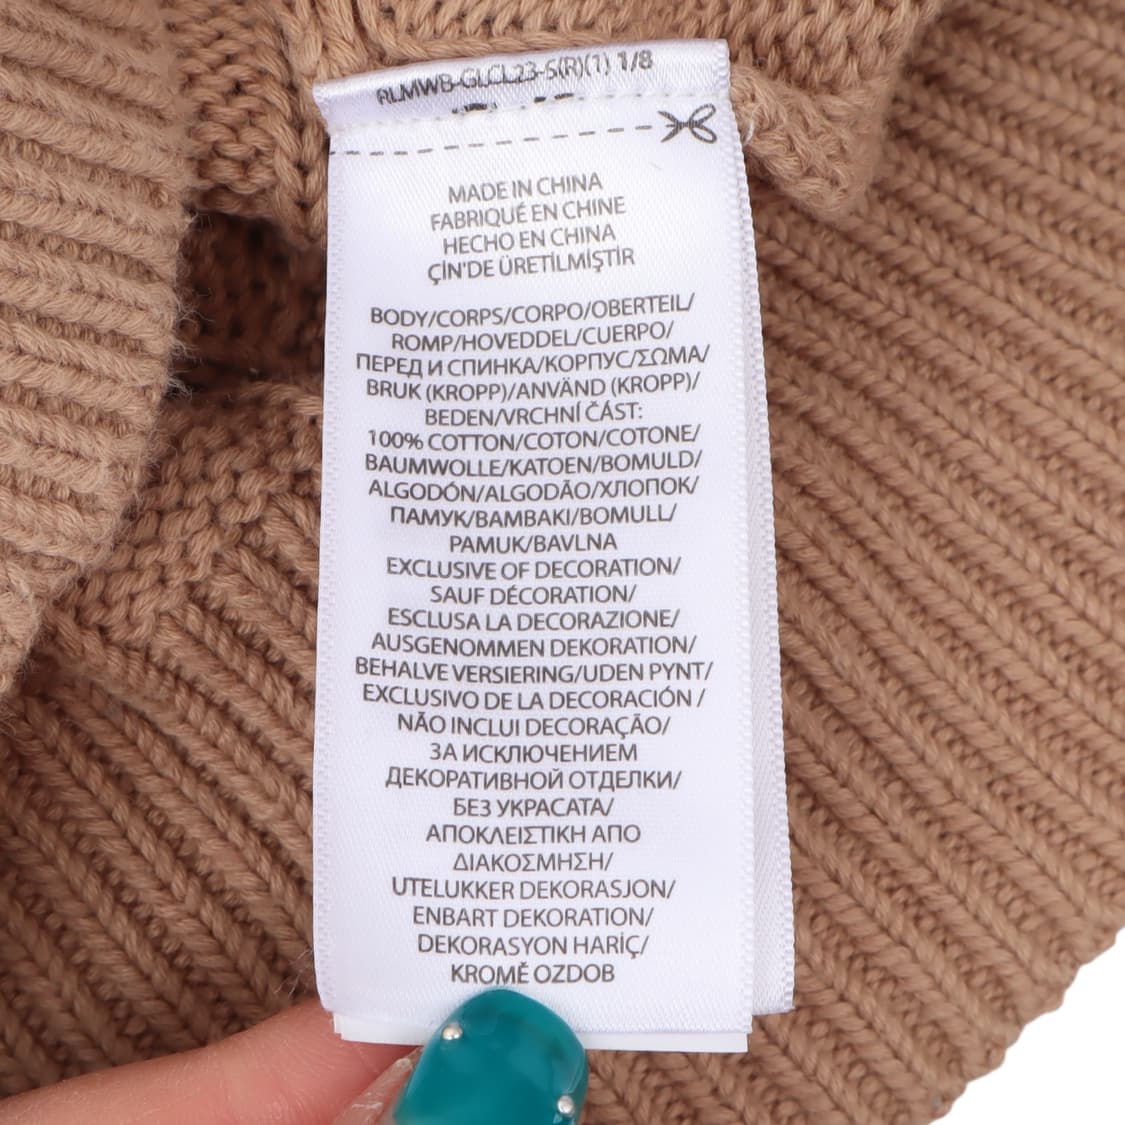 RLMWB-GLCL23-S(R)(1) 1/8
MADE IN CHINA
FABRIQUÉ EN CHINE
HECHO EN CHINA
ÇİN'DE ÜRETİLMİŞTİR
BODY/CORPS/CORPO/OBERTEIL/
ROMP/HOVEDDEL/CUERPO/
ПЕРЕД И СПИНКА/КОРПУС/ΣΩΜΑ/
BRUK (KROPP)/ANVÄND (KROPP)/
BEDEN/VRCHNÍ ČÁST:
100% COTTON/COTON/COTONE/
BAUMWOLLE/KATOEN/BOMULD/
ALGODÓN/ALGODÃO/ХЛОПОК/
ПАМУК/ΒΑΜΒΑΚΙ/BOMULL/
PAMUK/BAVLNA
EXCLUSIVE OF DECORATION/
SAUF DÉCORATION/
ESCLUSA LA DECORAZIONE/
AUSGENOMMEN DEKORATION/
BEHALVE VERSIERING/UDEN PYNT/
EXCLUSIVO DE LA DECORACIÓN /
NÃO INCLUI DECORAÇÃO/
ЗА ИСКЛЮЧЕНИЕМ
ДЕКОРАТИВНОЙ ОТДЕЛКИ/
БЕЗ УКРАСАТА/
ΑΠΟΚΛΕΙΣΤΙΚΗ ΑΠΟ
ΔΙΑΚΟΣΜΗΣΗ/
UTELUKKER DEKORASJON/
ENBART DEKORATION/
DEKORASYON HARİÇ/
KROMĚ OZDOB